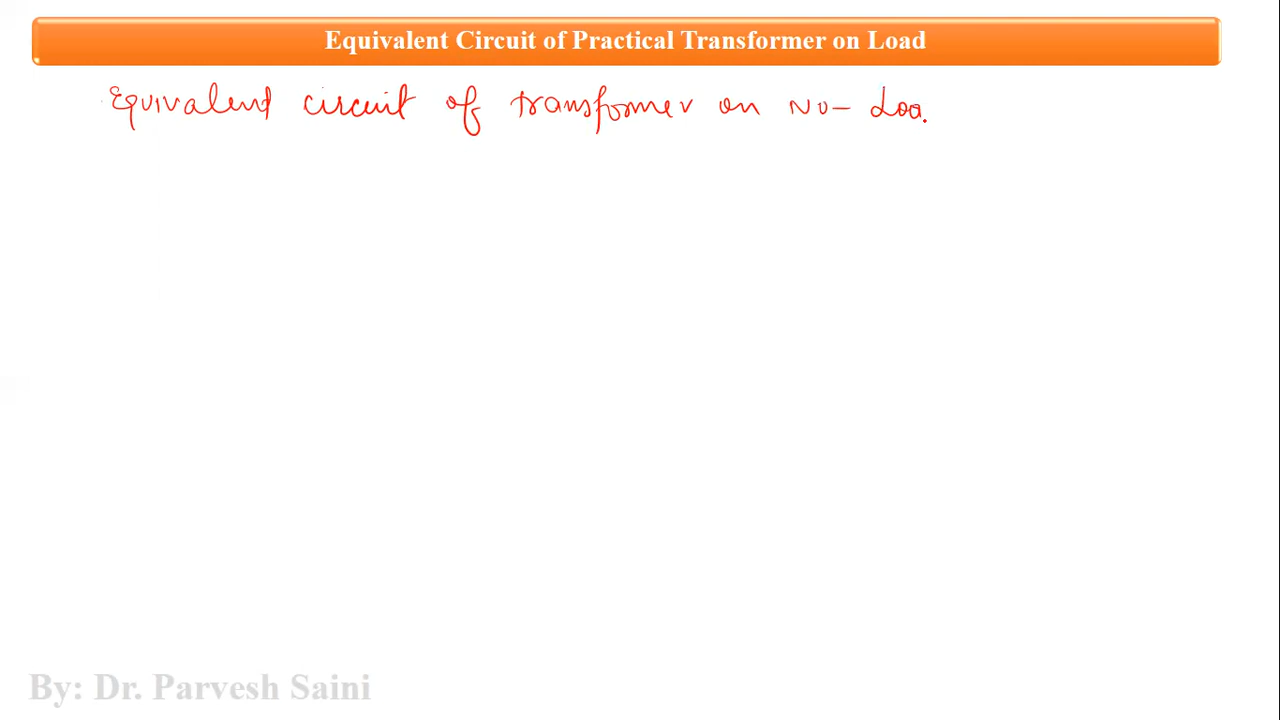 Equivalent Circuit of Practical Transformer on Load
Equivalent circuit of transformer on No- Loa
By: Dr. Parvesh Saini